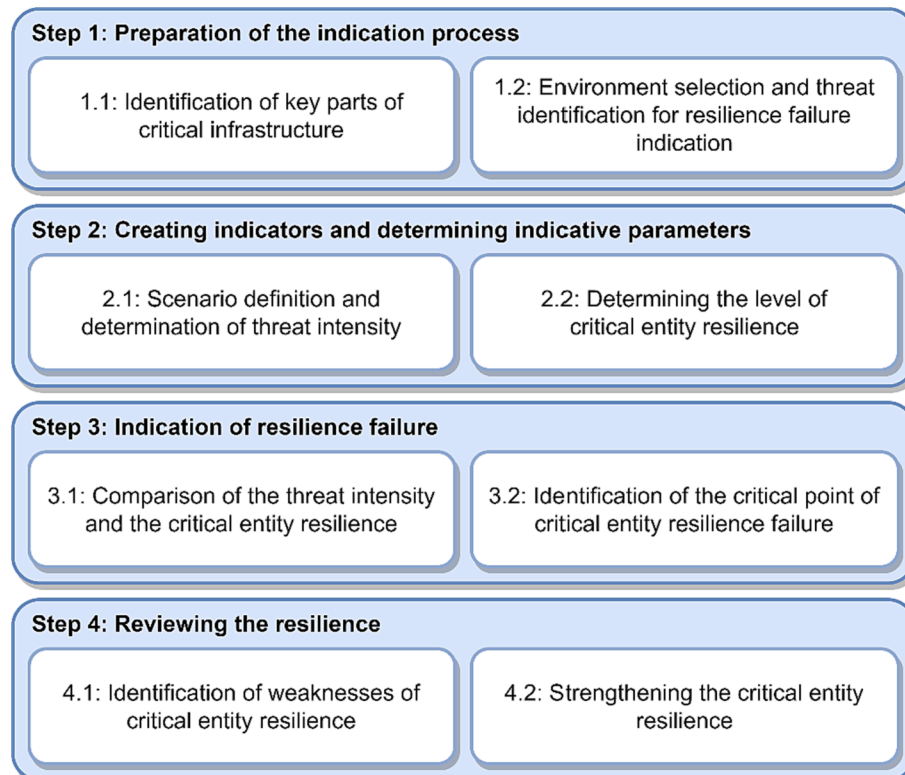 Step 1: Preparation of the indication process
1.1: Identification of key parts of
critical infrastructure
1.2: Environment selection and threat
identification for resilience failure
indication
Step 2: Creating indicators and determining indicative parameters
2.1: Scenario definition and
determination of threat intensity
2.2: Determining the level of
critical entity resilience
Step 3: Indication of resilience failure
3.1: Comparison of the threat intensity
and the critical entity resilience
3.2: Identification of the critical point of
critical entity resilience failure
Step 4: Reviewing the resilience
4.1: Identification of weaknesses of
critical entity resilience
4.2: Strengthening the critical entity
resilience